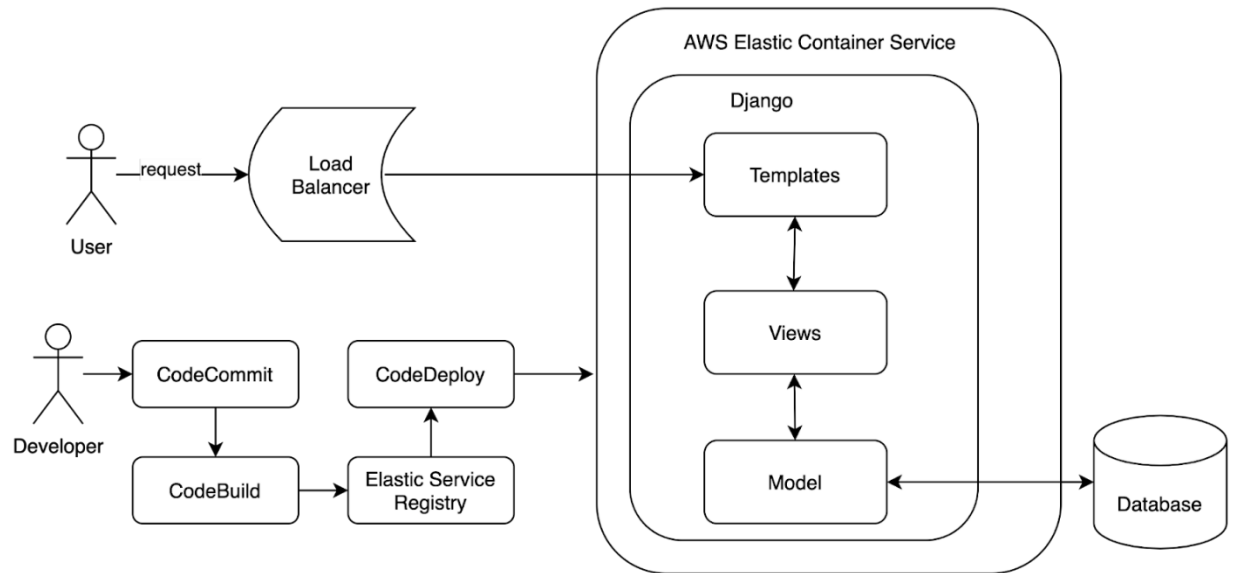 AWS Elastic Container Service
Django
request
Load
Balancer
Templates
User
Views
CodeCommit
CodeDeploy
Developer
CodeBuild
Elastic Service
Registry
Model
Database